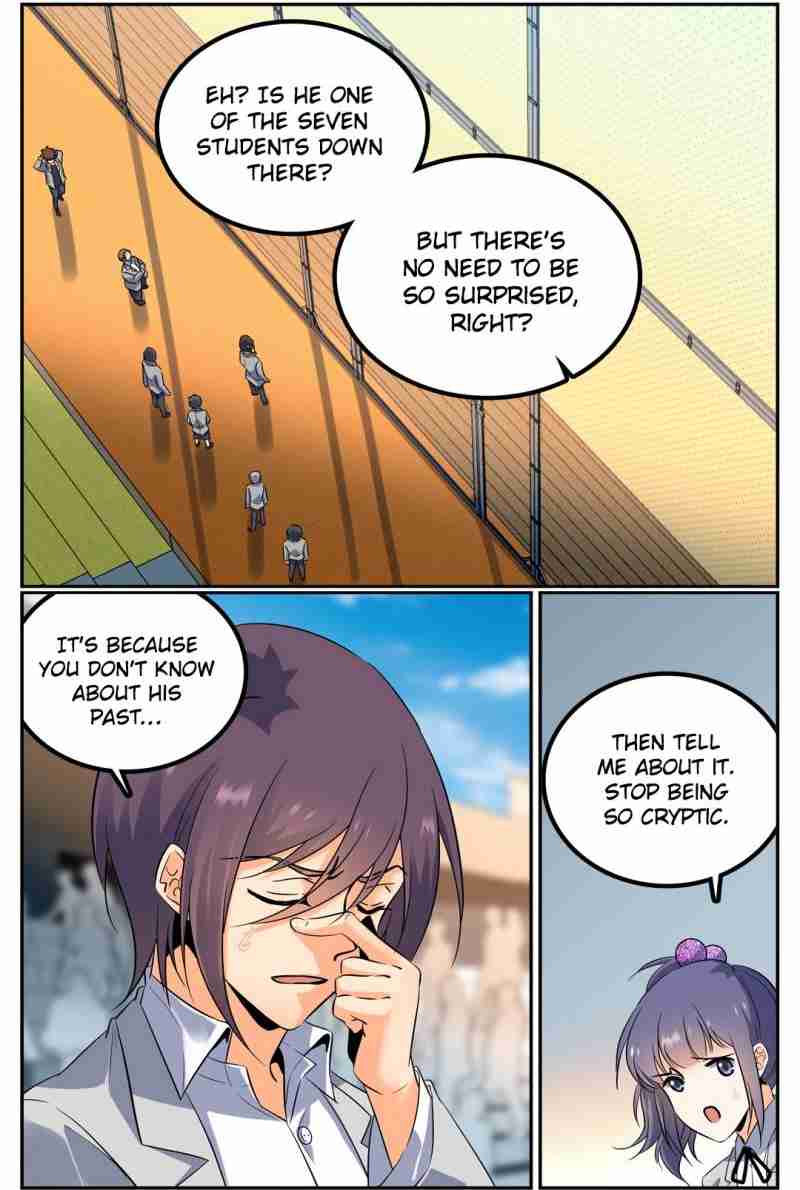 EH? IS HE ONE
OF THE SEVEN
STUDENTS DOWN
THERE?
BUT THERE'S
NO NEED TO BE
SO SURPRISED,
RIGHT?
IT'S BECAUSE
YOU DON'T KNOW
ABOUT HIS
PAST...
THEN TELL
ME ABOUT IT.
STOP BEING
SO CRYPTIC.